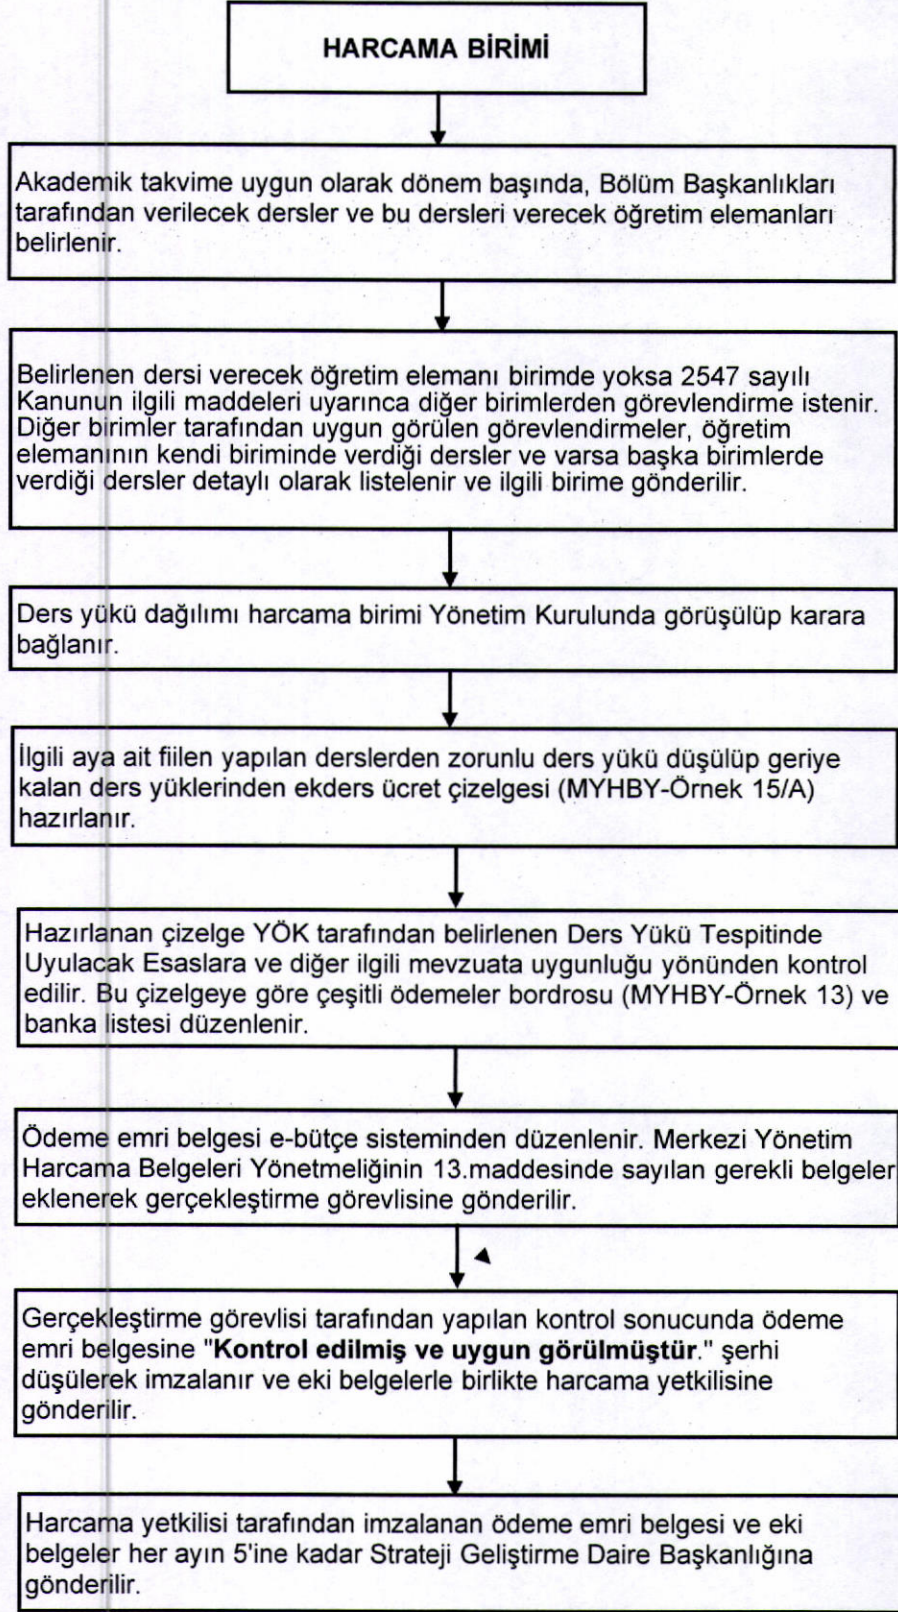 HARCAMA BİRİMİ
Akademik takvime uygun olarak dönem başında, Bölüm Başkanlıkları
tarafından verilecek dersler ve bu dersleri verecek öğretim elemanları
belirlenir.
Belirlenen dersi verecek öğretim elemanı birimde yoksa 2547 sayılı
Kanunun ilgili maddeleri uyarınca diğer birimlerden görevlendirme istenir.
Diğer birimler tarafından uygun görülen görevlendirmeler, öğretim
elemanının kendi biriminde verdiği dersler ve varsa başka birimlerde
verdiği dersler detaylı olarak listelenir ve ilgili birime gönderilir.
Ders yükü dağılımı harcama birimi Yönetim Kurulunda görüşülüp karara
bağlanır.
İlgili aya ait fiilen yapılan derslerden zorunlu ders yükü düşülüp geriye
kalan ders yüklerinden ekders ücret çizelgesi (MYHBY-Örnek 15/A)
hazırlanır.
Hazırlanan çizelge YÖK tarafından belirlenen Ders Yükü Tespitinde
Uyulacak Esaslara ve diğer ilgili mevzuata uygunluğu yönünden kontrol
edilir. Bu çizelgeye göre çeşitli ödemeler bordrosu (MYHBY-Örnek 13) ve
banka listesi düzenlenir.
Ödeme emri belgesi e-bütçe sisteminden düzenlenir. Merkezi Yönetim
Harcama Belgeleri Yönetmeliğinin 13.maddesinde sayılan gerekli belgeler
eklenerek gerçekleştirme görevlisine gönderilir.
Gerçekleştirme görevlisi tarafından yapılan kontrol sonucunda ödeme
emri belgesine "Kontrol edilmiş ve uygun görülmüştür." şerhi
düşülerek imzalanır ve eki belgelerle birlikte harcama yetkilisine
gönderilir.
Harcama yetkilisi tarafından imzalanan ödeme emri belgesi ve eki
belgeler her ayın 5'ine kadar Strateji Geliştirme Daire Başkanlığına
gönderilir.